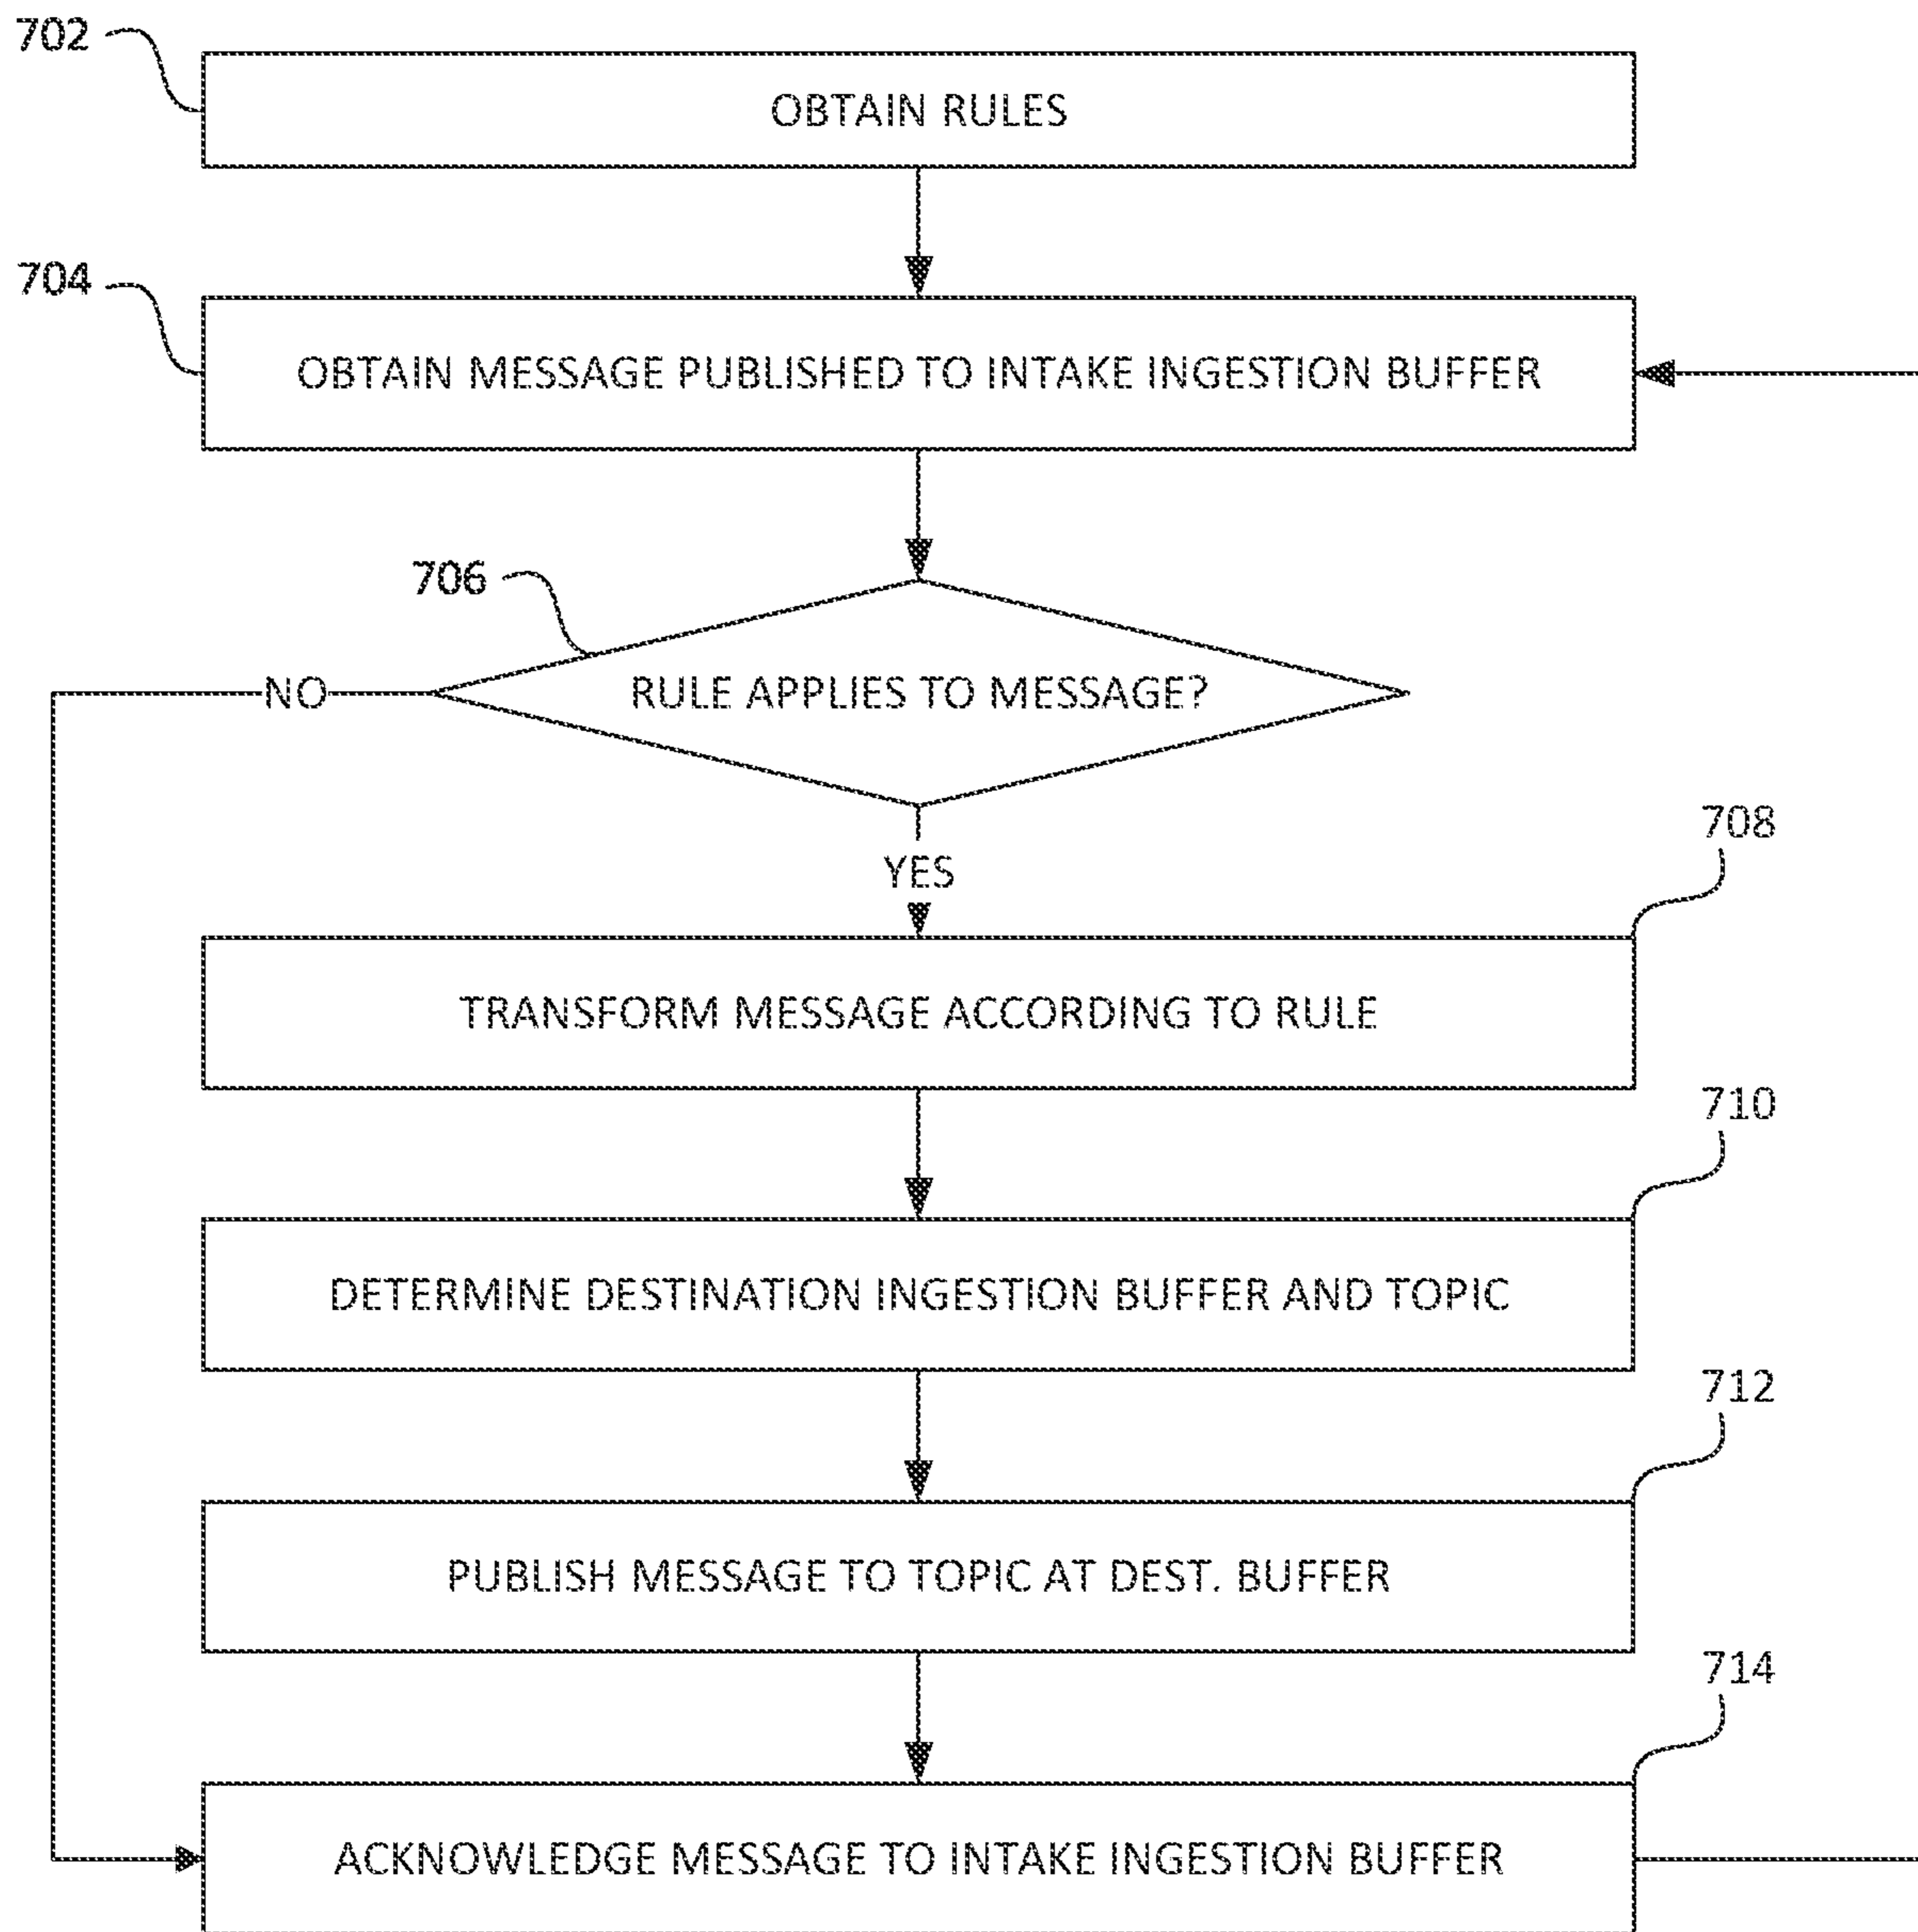 702
OBTAIN RULES
704
OBTAIN MESSAGE PUBLISHED TO INTAKE INGESTION BUFFER
706
NO
RULE APPLIES TO MESSAGE?
YES
708
TRANSFORM MESSAGE ACCORDING TO RULE
710
DETERMINE DESTINATION INGESTION BUFFER AND TOPIC
712
PUBLISH MESSAGE TO TOPIC AT DEST. BUFFER
714
ACKNOWLEDGE MESSAGE TO INTAKE INGESTION BUFFER